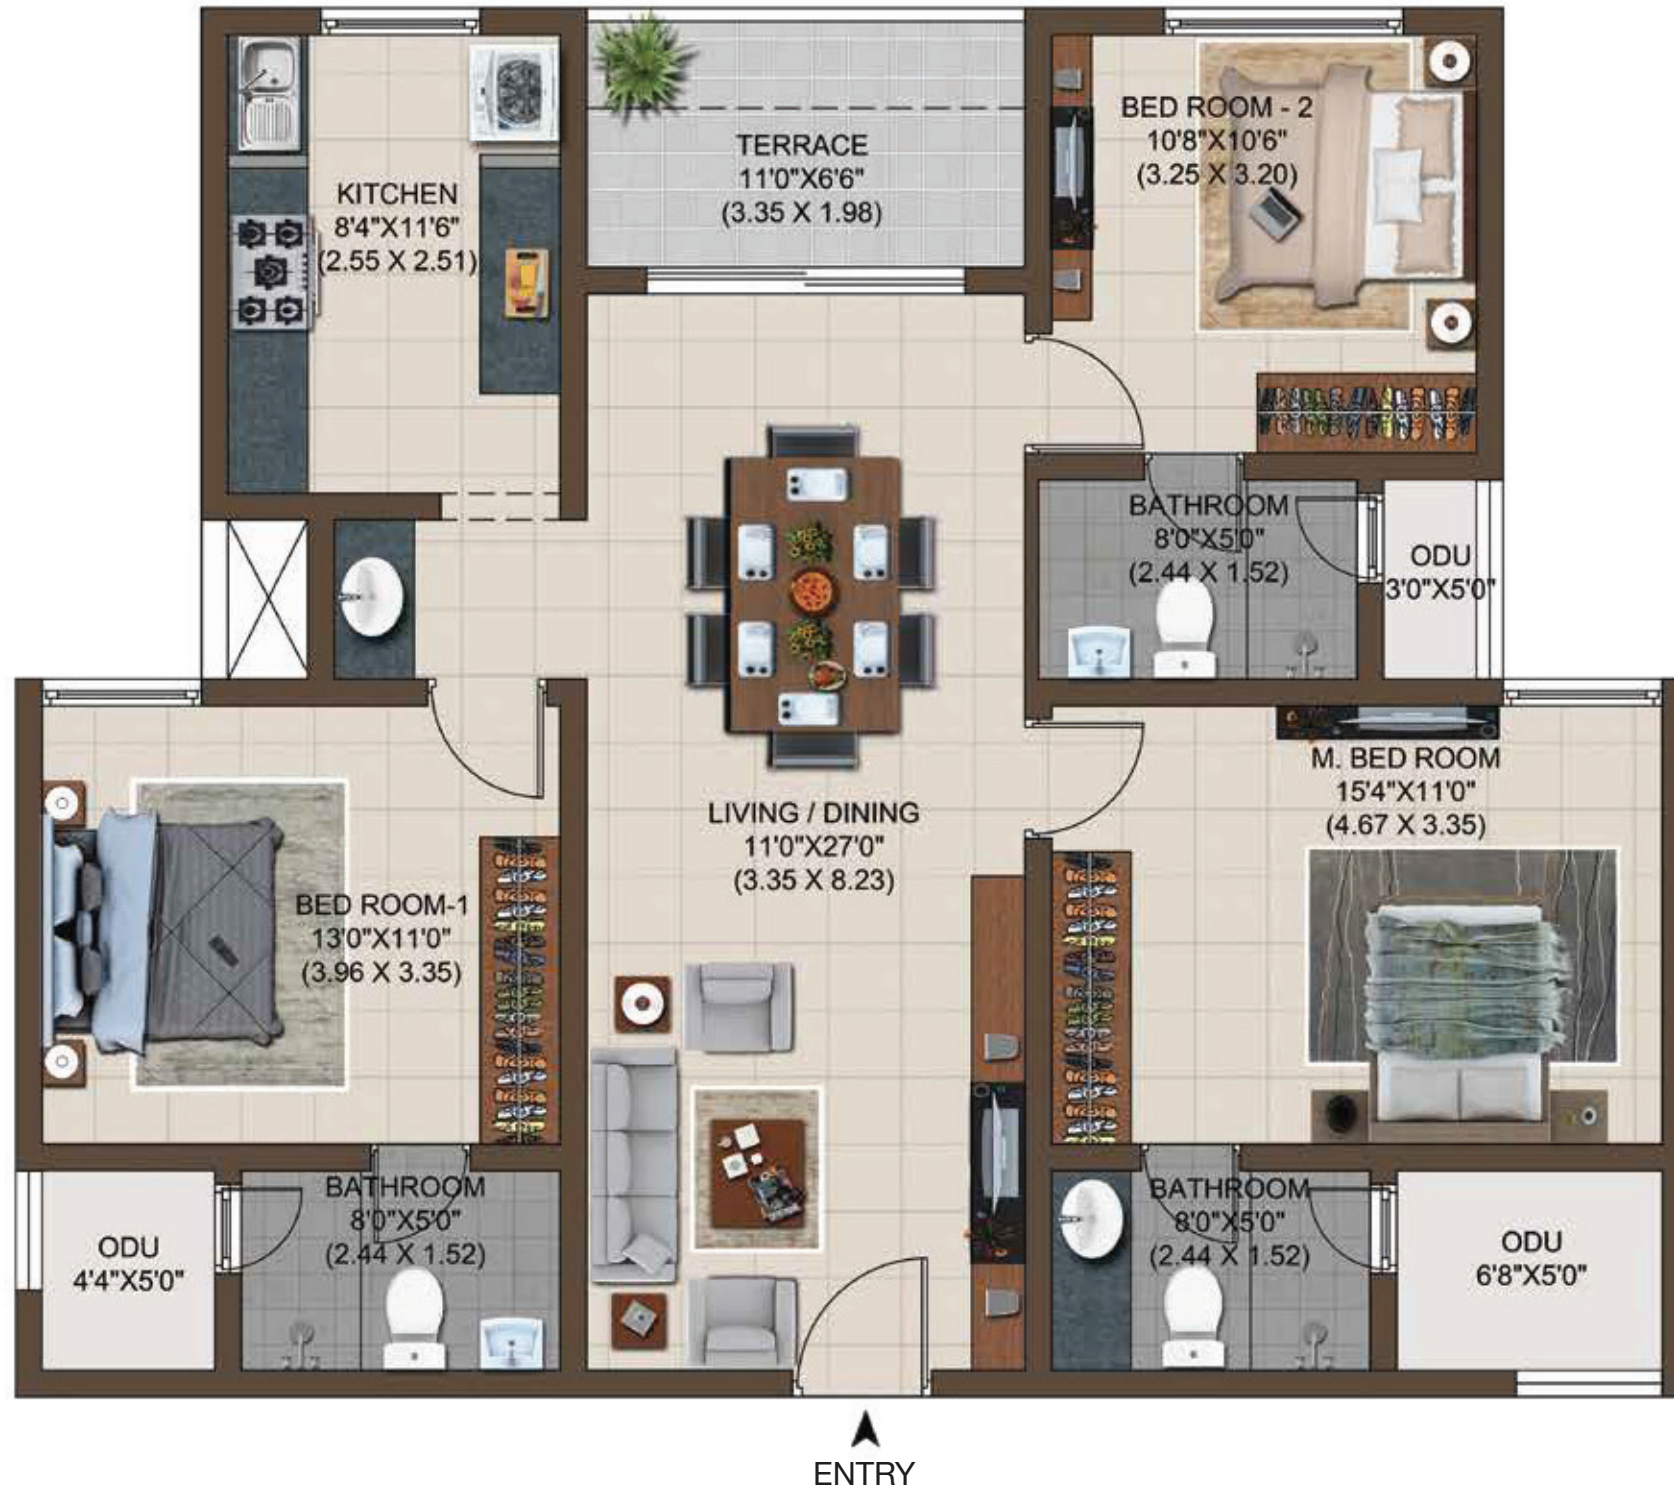 KITCHEN
8'4"X11'6"
(2.55 X 2.51)
TERRACE
11'0"X6'6"
(3.35 X 1.98)
BED ROOM - 2
10'8"X10'6"
(3.25 X 3.20)
BATHROOM
8'0"X5'0"
(2.44 X 1.52)
ODU
3'0"X5'0"
LIVING / DINING
11'0"X27'0"
(3.35 X 8.23)
M. BED ROOM
15'4"X11'0"
(4.67 X 3.35)
BED ROOM-1
13'0"X11'0"
(3.96 X 3.35)
ODU
4'4"X5'0"
BATHROOM
8'0"X5'0"
(2.44 X 1.52)
BATHROOM
8'0"X5'0"
(2.44 X 1.52)
ODU
6'8"X5'0"
ENTRY